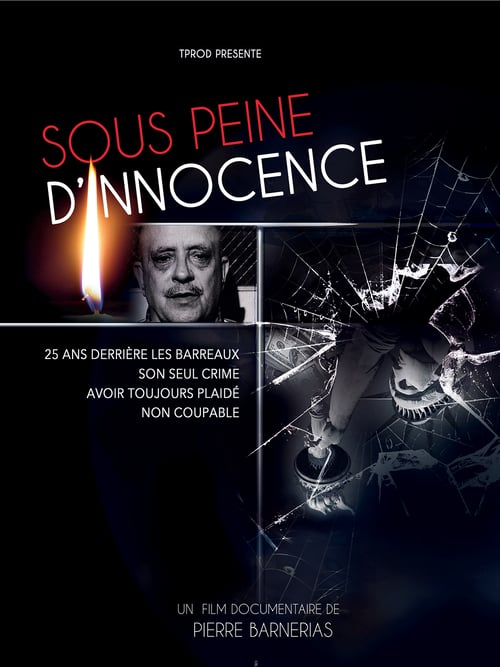 TPROD PRESENTE
SOUS PEINE
D'INNOCENCE
25 ANS DERRIÈRE LES BARREAUX
SON SEUL CRIME
AVOIR TOUJOURS PLAIDÉ
NON COUPABLE
UN FILM DOCUMENTAIRE DE
PIERRE BARNERIAS